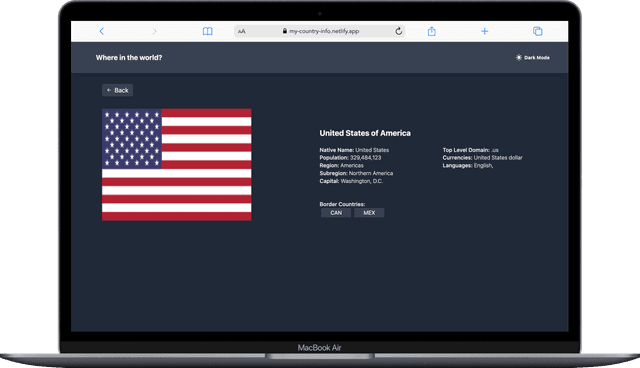 AA my-country-info.netlify.app
Where in the world?
Dark Mode
← Back
United States of America
Native Name: United States
Population: 329,484,123
Region: Americas
Subregion: Northern America
Capital: Washington, D.C.
Top Level Domain: .us
Currencies: United States dollar
Languages: English,
Border Countries:
CAN
MEX
MacBook Air